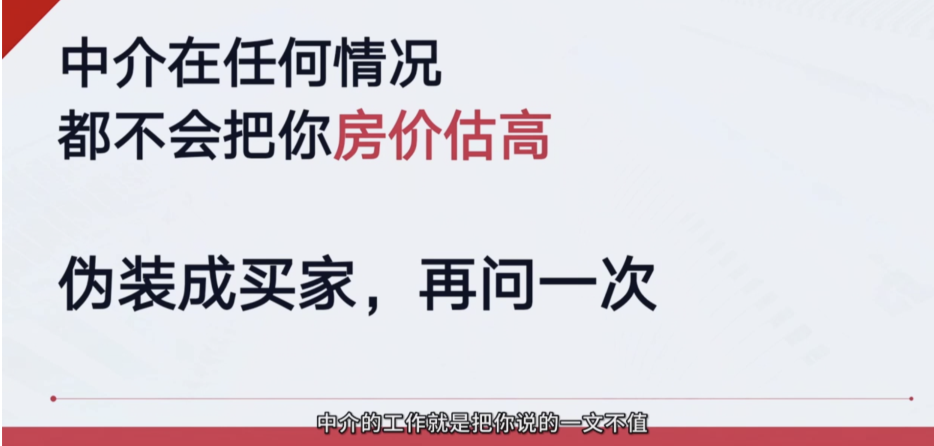 中介在任何情况
都不会把你房价估高
伪装成买家，再问一次
中介的工作就是把你说的一文不值